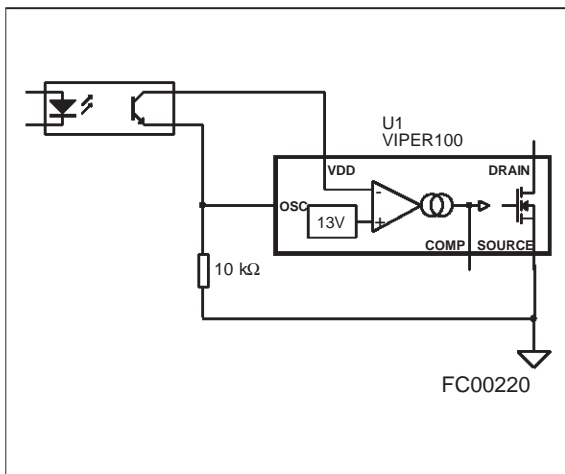 U1
VIPER100
VDD
DRAIN
OSC
-
13V
+
COMP
SOURCE
10 kΩ
FC00220